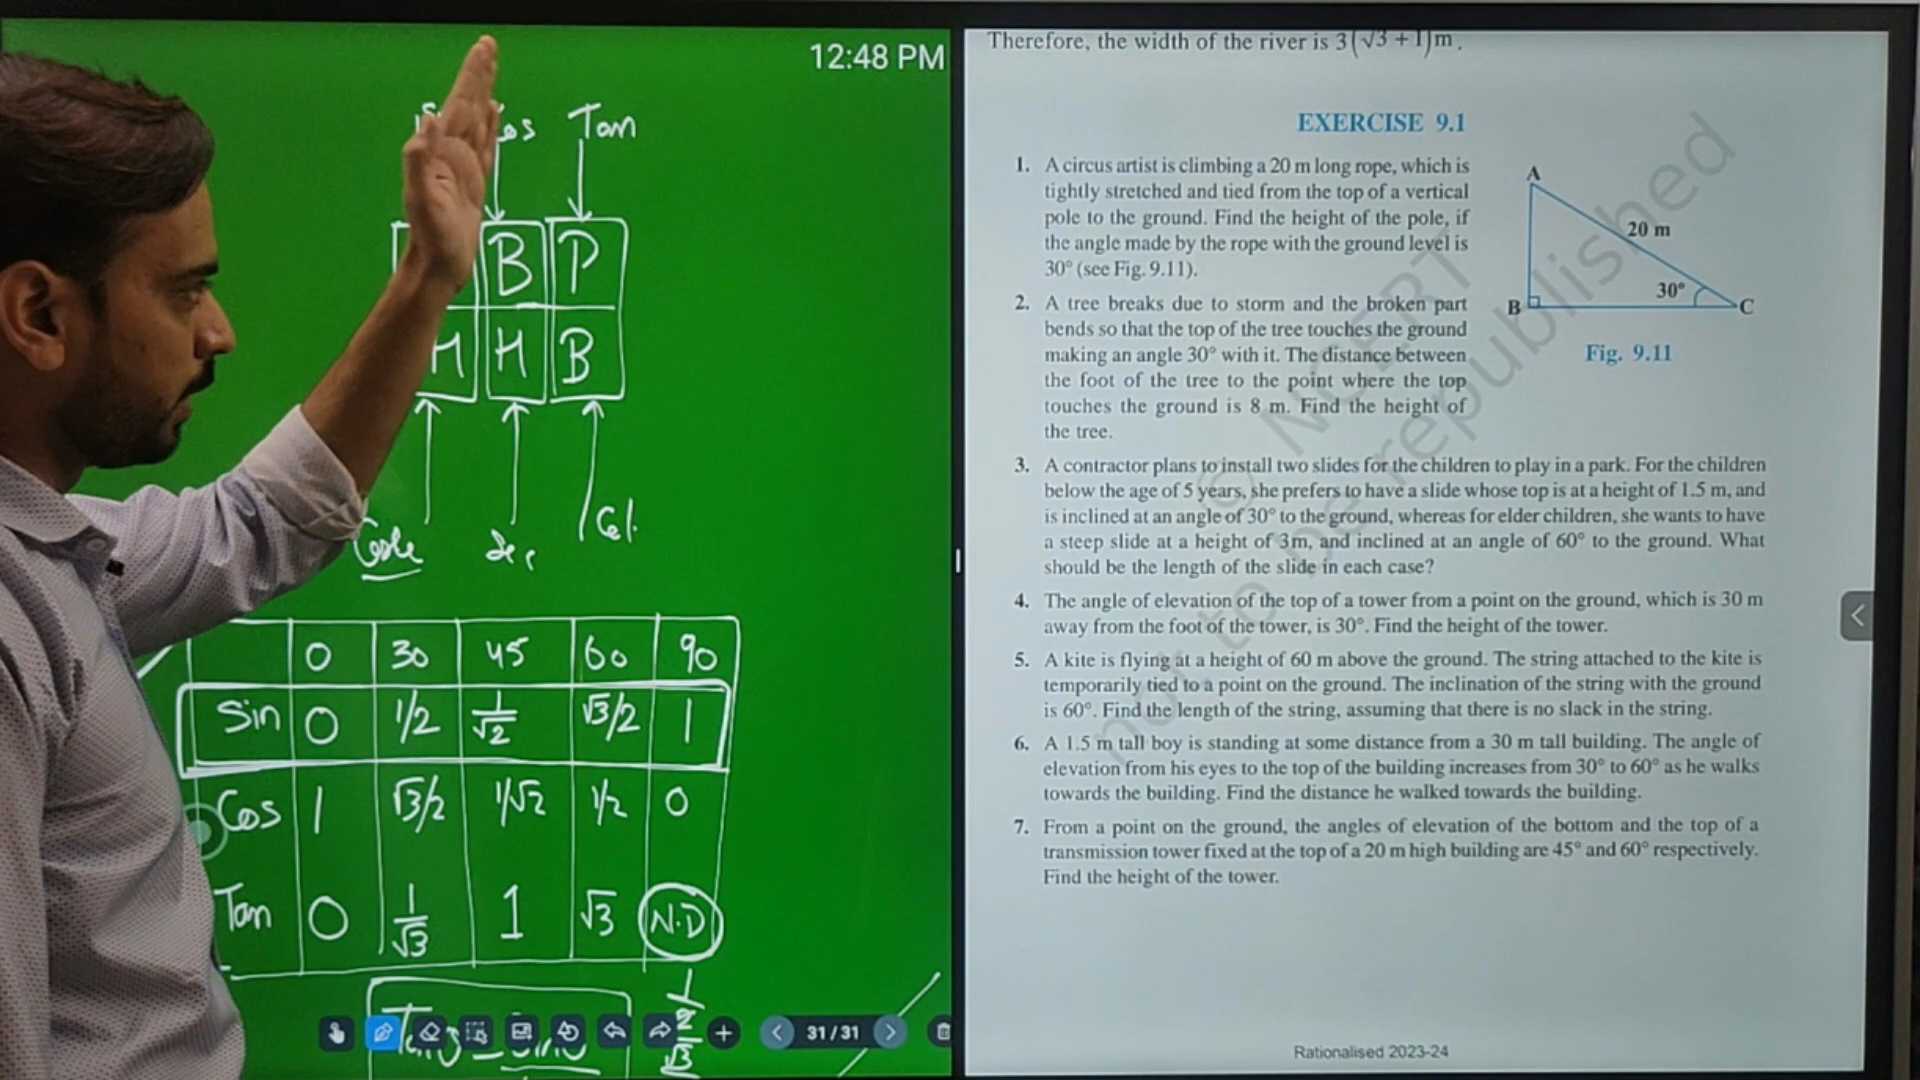 12:48 PM
Tan
B P
H H B
Sec
0 30 45 60 90
Sin 0 1/2 1/√2 √3/2 1
Cos 1 √3/2 1/√2 1/2 0
Tan 0 1/√3 1 √3 N.D
31/31
Therefore, the width of the river is 3(√3 + 1)m.
EXERCISE 9.1
1. A circus artist is climbing a 20 m long rope, which is
tightly stretched and tied from the top of a vertical
pole to the ground. Find the height of the pole, if
the angle made by the rope with the ground level is
30° (see Fig. 9.11).
A
20 m
30°
B
C
Fig. 9.11
2. A tree breaks due to storm and the broken part
bends so that the top of the tree touches the ground
making an angle 30° with it. The distance between
the foot of the tree to the point where the top
touches the ground is 8 m. Find the height of
the tree.
3. A contractor plans to install two slides for the children to play in a park. For the children
below the age of 5 years, she prefers to have a slide whose top is at a height of 1.5 m, and
is inclined at an angle of 30° to the ground, whereas for elder children, she wants to have
a steep slide at a height of 3m, and inclined at an angle of 60° to the ground. What
should be the length of the slide in each case?
4. The angle of elevation of the top of a tower from a point on the ground, which is 30 m
away from the foot of the tower, is 30°. Find the height of the tower.
5. A kite is flying at a height of 60 m above the ground. The string attached to the kite is
temporarily tied to a point on the ground. The inclination of the string with the ground
is 60°. Find the length of the string, assuming that there is no slack in the string.
6. A 1.5 m tall boy is standing at some distance from a 30 m tall building. The angle of
elevation from his eyes to the top of the building increases from 30° to 60° as he walks
towards the building. Find the distance he walked towards the building.
7. From a point on the ground, the angles of elevation of the bottom and the top of a
transmission tower fixed at the top of a 20 m high building are 45° and 60° respectively.
Find the height of the tower.
© NCERT
not to be republished
Rationalised 2023-24